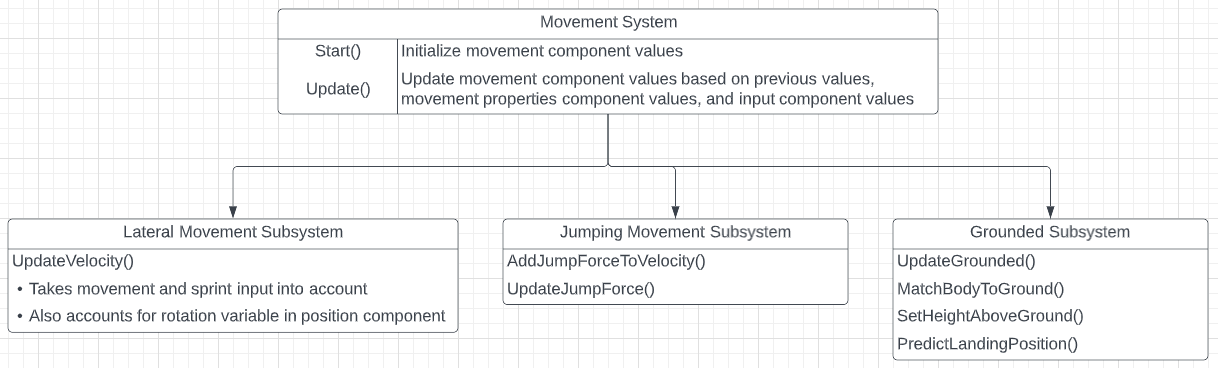 Movement System
Start()
Initialize movement component values
Update()
Update movement component values based on previous values,
movement properties component values, and input component values
Lateral Movement Subsystem
UpdateVelocity()
• Takes movement and sprint input into account
• Also accounts for rotation variable in position component
Jumping Movement Subsystem
AddJumpForceToVelocity()
UpdateJumpForce()
Grounded Subsystem
UpdateGrounded()
MatchBodyToGround()
SetHeightAboveGround()
PredictLandingPosition()